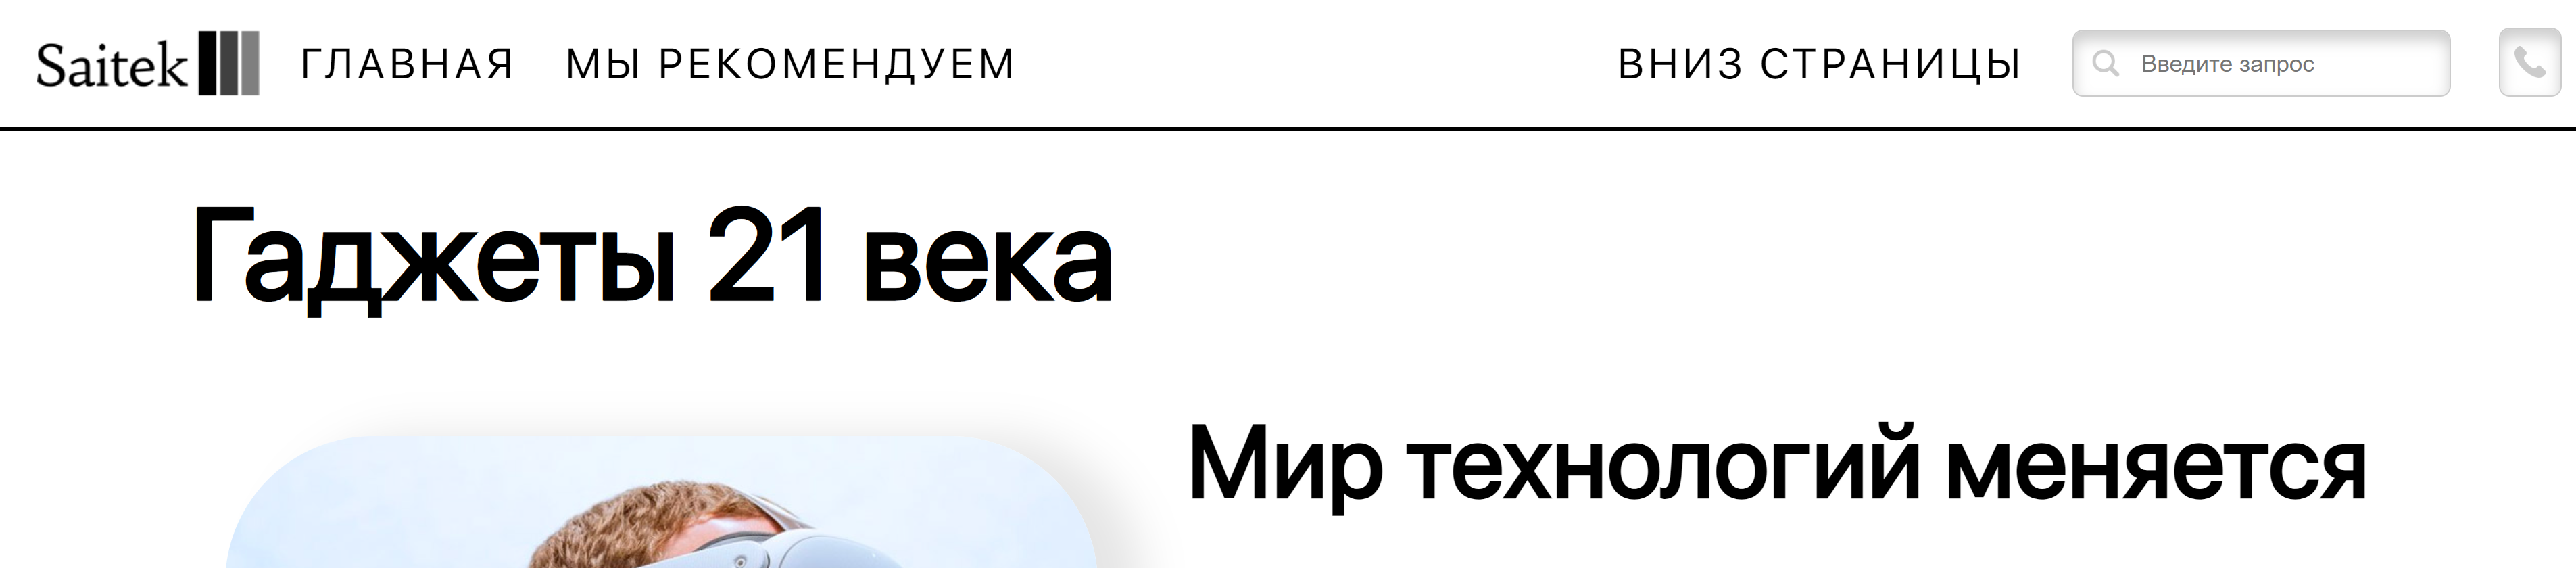 Saitek
ГЛАВНАЯ
МЫ РЕКОМЕНДУЕМ
ВНИЗ СТРАНИЦЫ
Введите запрос
Гаджеты 21 века
Мир технологий меняется